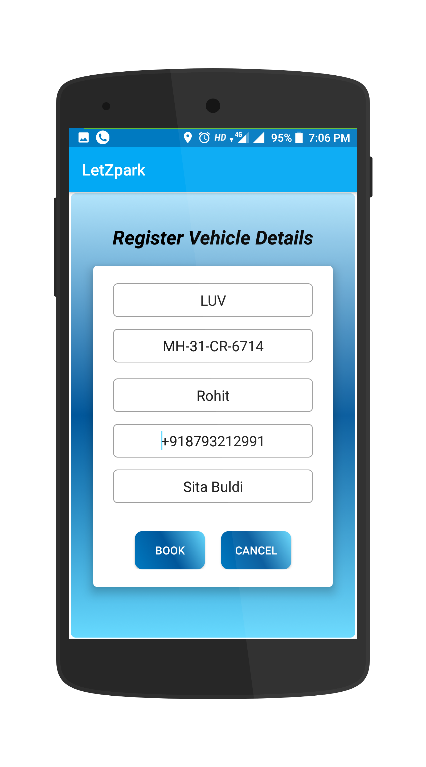 HD 4G 95% 7:06 PM
LetZpark
Register Vehicle Details
LUV
MH-31-CR-6714
Rohit
+918793212991
Sita Buldi
BOOK CANCEL